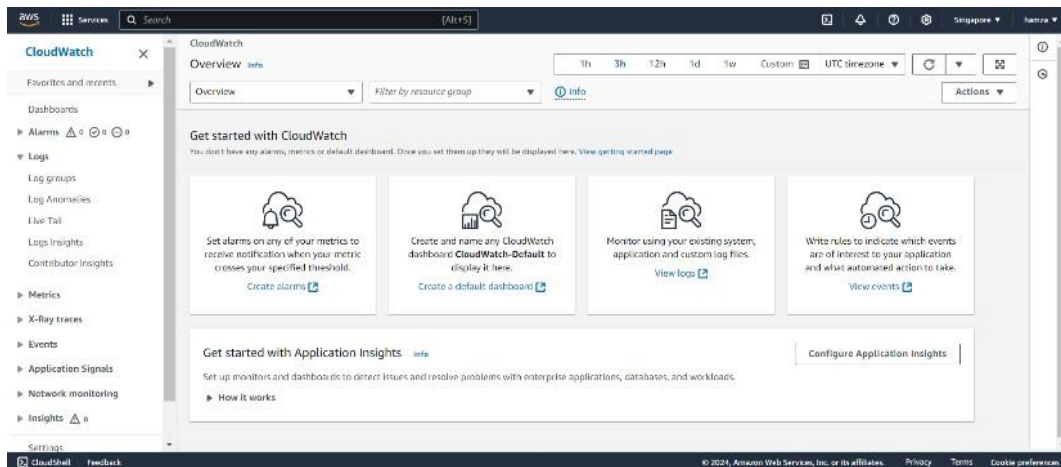 aws
Services
Search
[Alt+S]
Singapore
hamza
CloudWatch
Favorites and recents
Dashboards
Alarms 0 0 0
Logs
Log groups
Log Anomalies
Live Tail
Logs Insights
Contributor Insights
Metrics
X-Ray traces
Events
Application Signals
Network monitoring
Insights 0
Settings
CloudWatch
Overview Info
1h 3h 12h 1d 1w Custom UTC timezone
Overview
Filter by resource group
Info
Actions
Get started with CloudWatch
You don't have any alarms, metrics or default dashboard. Once you set them up they will be displayed here. View getting started page
Set alarms on any of your metrics to
receive notification when your metric
crosses your specified threshold.
Create alarms
Create and name any CloudWatch
dashboard CloudWatch-Default to
display it here.
Create a default dashboard
Monitor using your existing system,
application and custom log files.
View logs
Write rules to indicate which events
are of interest to your application
and what automated action to take.
View events
Get started with Application Insights Info
Configure Application Insights
Set up monitors and dashboards to detect issues and resolve problems with enterprise applications, databases, and workloads.
How it works
CloudShell Feedback
© 2024, Amazon Web Services, Inc. or its affiliates. Privacy Terms Cookie preferences